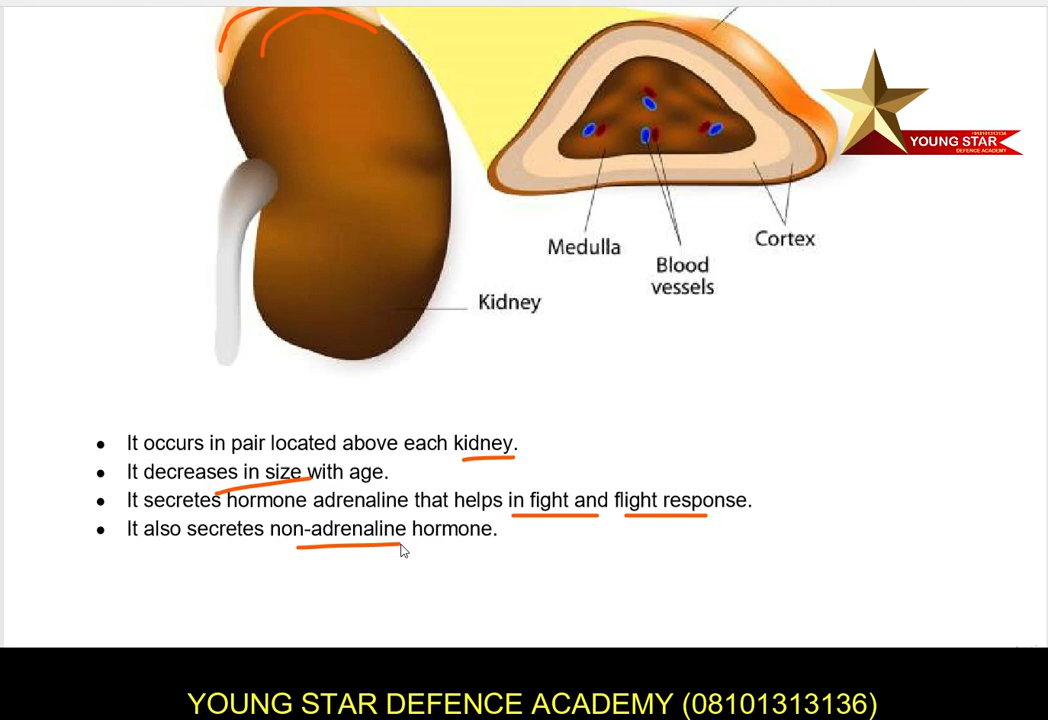 YOUNG STAR
DEFENCE ACADEMY
Medulla
Cortex
Blood
vessels
Kidney
• It occurs in pair located above each kidney.
• It decreases in size with age.
• It secretes hormone adrenaline that helps in fight and flight response.
• It also secretes non-adrenaline hormone.
YOUNG STAR DEFENCE ACADEMY (08101313136)